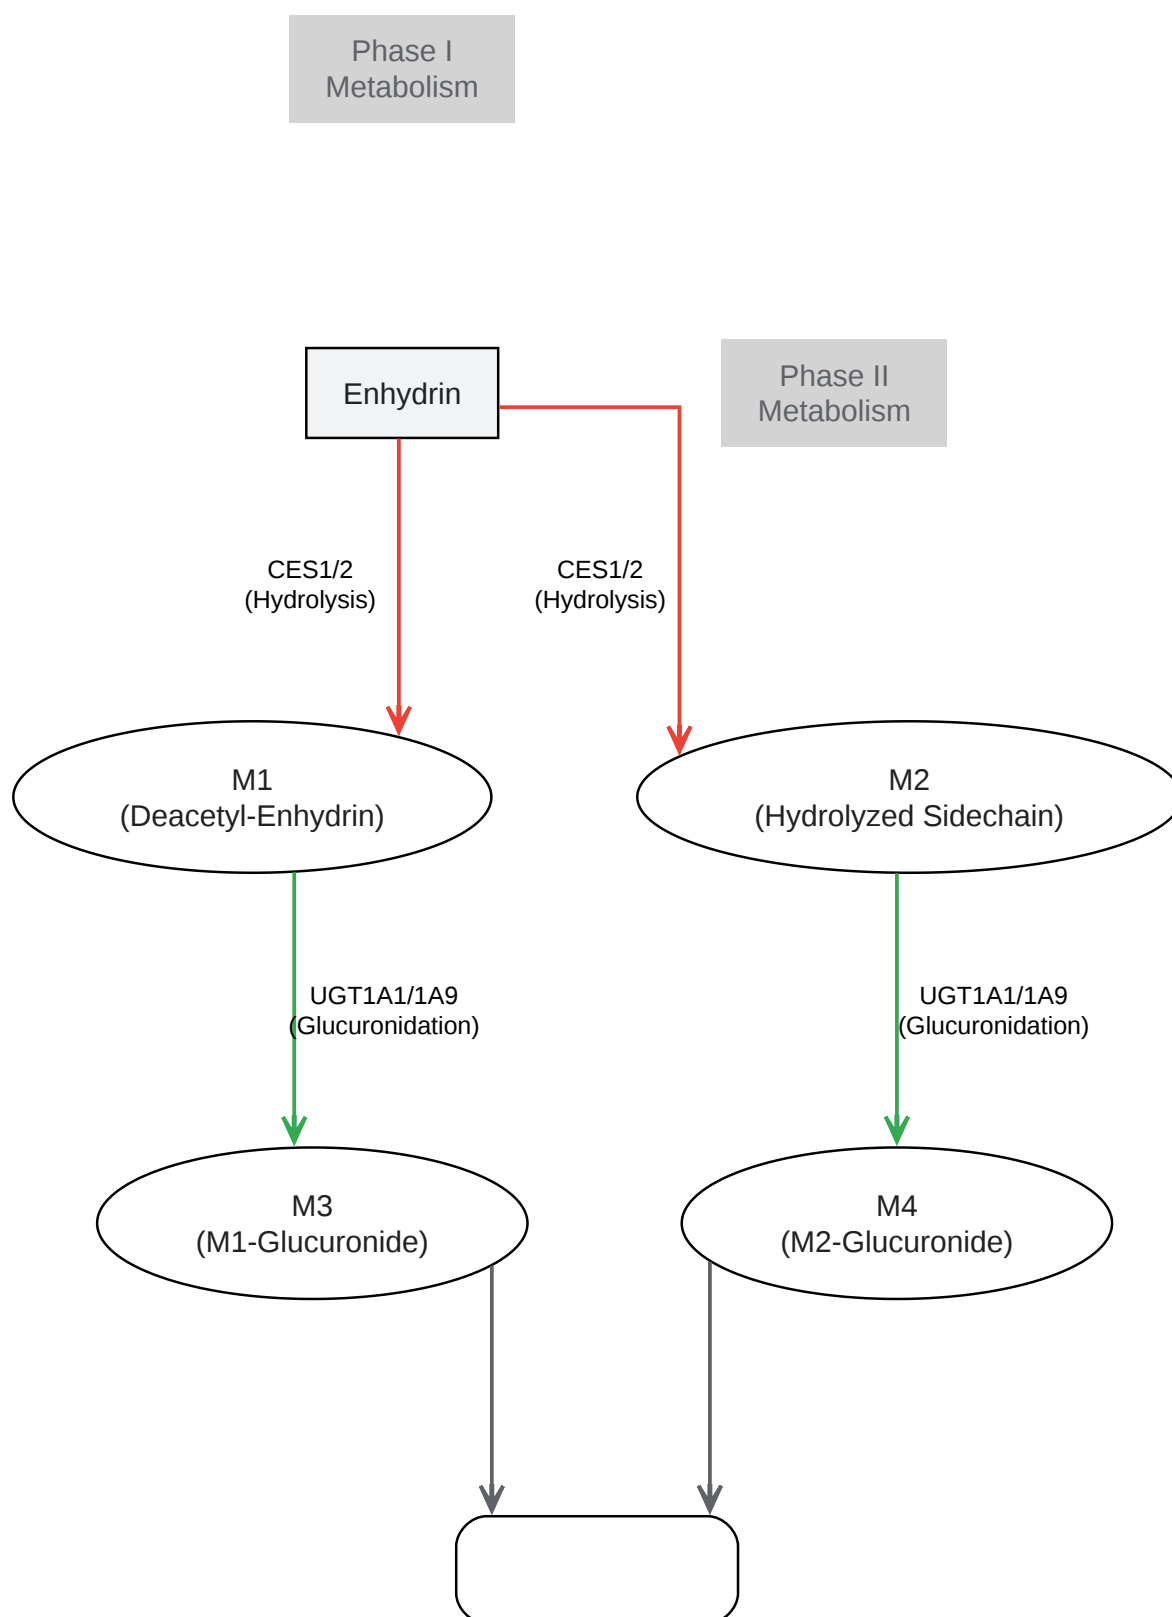 Phase I
Metabolism
Enhydrin
Phase II
Metabolism
CES1/2
(Hydrolysis)
CES1/2
(Hydrolysis)
M1
(Deacetyl-Enhydrin)
M2
(Hydrolyzed Sidechain)
UGT1A1/1A9
(Glucuronidation)
UGT1A1/1A9
(Glucuronidation)
M3
(M1-Glucuronide)
M4
(M2-Glucuronide)